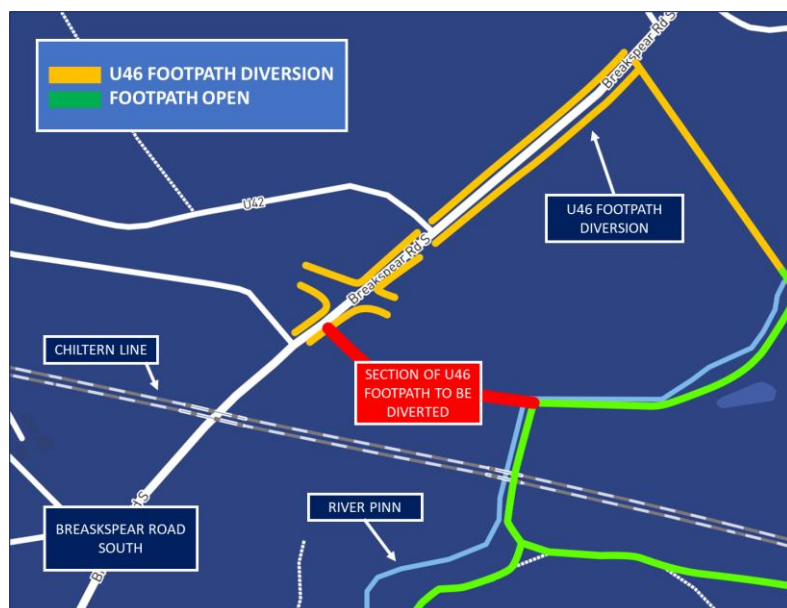 U46 FOOTPATH DIVERSION
FOOTPATH OPEN
Breakspear Rd S
U42
U46 FOOTPATH
DIVERSION
Breakspear Rd S
CHILTERN LINE
SECTION OF U46
FOOTPATH TO BE
DIVERTED
RIVER PINN
BREASKSPEAR ROAD
SOUTH